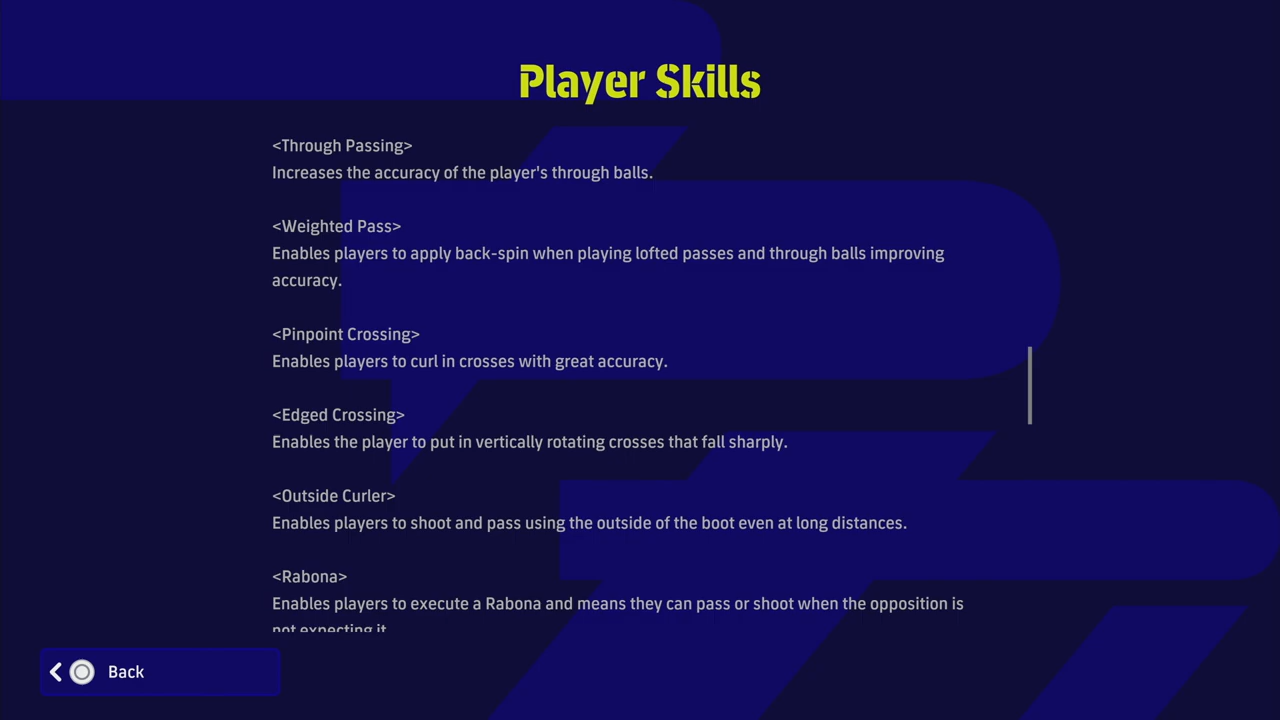 Player Skills
<Through Passing>
Increases the accuracy of the player's through balls.
<Weighted Pass>
Enables players to apply back-spin when playing lofted passes and through balls improving
accuracy.
<Pinpoint Crossing>
Enables players to curl in crosses with great accuracy.
<Edged Crossing>
Enables the player to put in vertically rotating crosses that fall sharply.
<Outside Curler>
Enables players to shoot and pass using the outside of the boot even at long distances.
<Rabona>
Enables players to execute a Rabona and means they can pass or shoot when the opposition is
not expecting it
Back